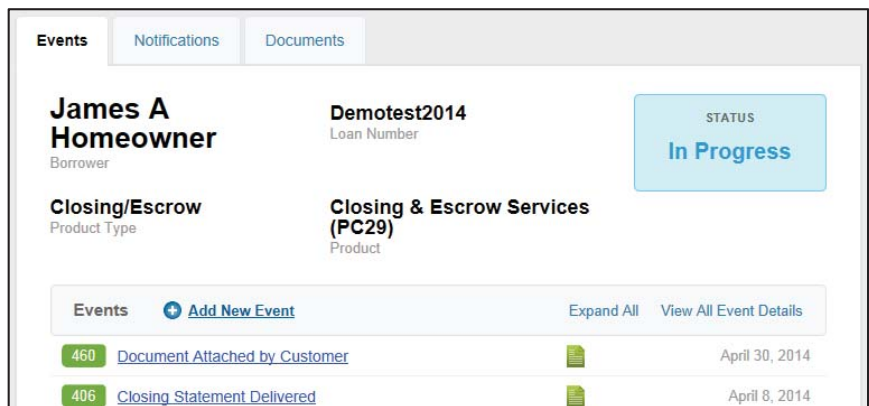 Events Notifications Documents
James A
Homeowner
Borrower
Demotest2014
Loan Number
STATUS
In Progress
Closing/Escrow
Product Type
Closing & Escrow Services
(PC29)
Product
Events Add New Event Expand All View All Event Details
460 Document Attached by Customer April 30, 2014
406 Closing Statement Delivered April 8, 2014